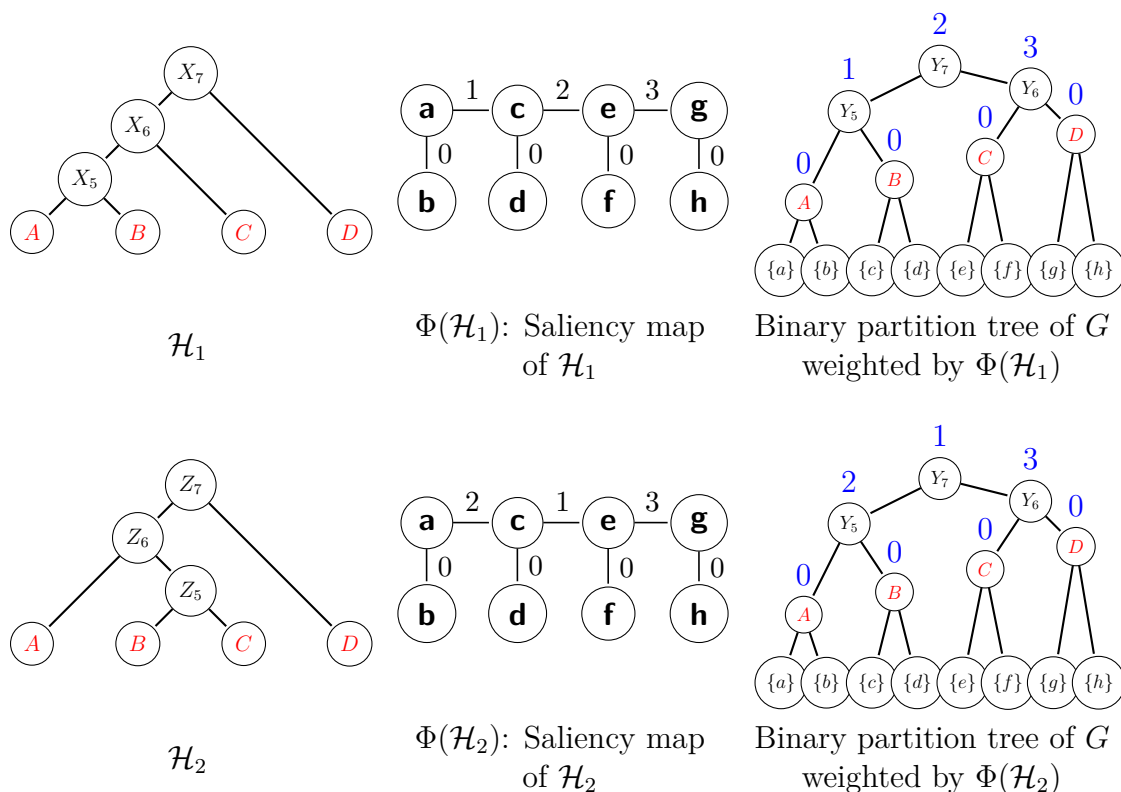 X₇
X₆
X₅
A B C D
H₁
a 1 c 2 e 3 g
0 0 0 0
b d f h
Φ(H₁): Saliency map
of H₁
2
Y₇
3
Y₆
1
Y₅
0
D
0
C
0
B
0
A
{a} {b} {c} {d} {e} {f} {g} {h}
Binary partition tree of G
weighted by Φ(H₁)
Z₇
Z₆
Z₅
A B C D
H₂
a 2 c 1 e 3 g
0 0 0 0
b d f h
Φ(H₂): Saliency map
of H₂
1
Y₇
3
Y₆
2
Y₅
0
D
0
C
0
B
0
A
{a} {b} {c} {d} {e} {f} {g} {h}
Binary partition tree of G
weighted by Φ(H₂)